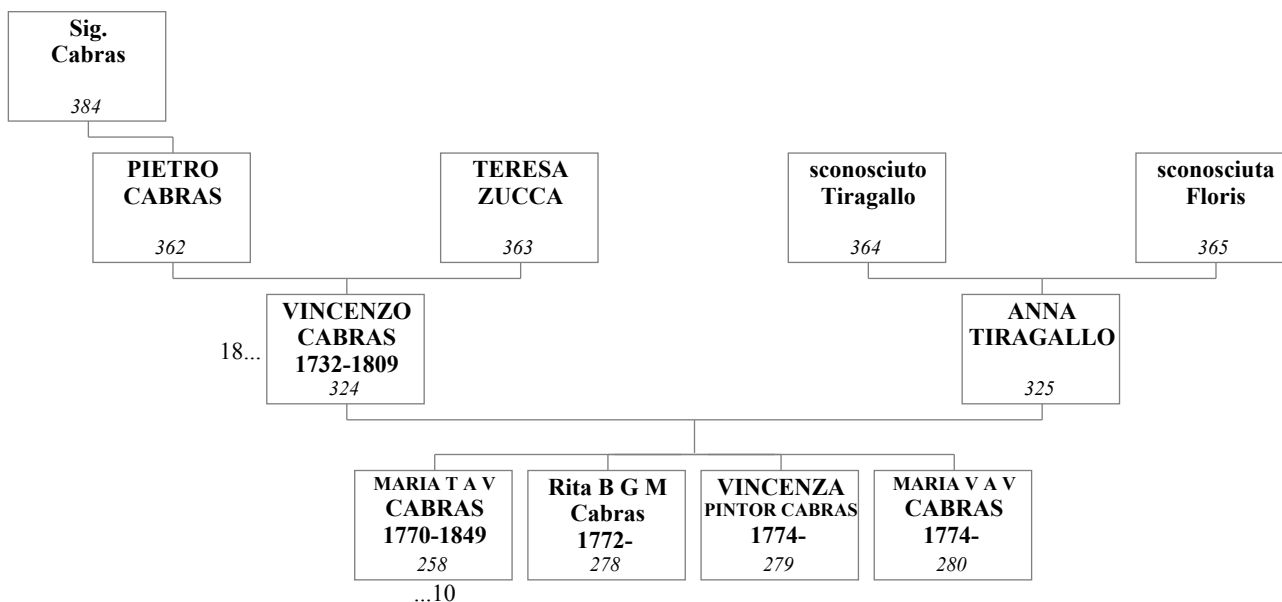 Sig.
Cabras
384
PIETRO
CABRAS
362
TERESA
ZUCCA
363
sconosciuto
Tiragallo
364
sconosciuta
Floris
365
18...
VINCENZO
CABRAS
1732-1809
324
ANNA
TIRAGALLO
325
MARIA T A V
CABRAS
1770-1849
258
...10
Rita B G M
Cabras
1772-
278
VINCENZA
PINTOR CABRAS
1774-
279
MARIA V A V
CABRAS
1774-
280